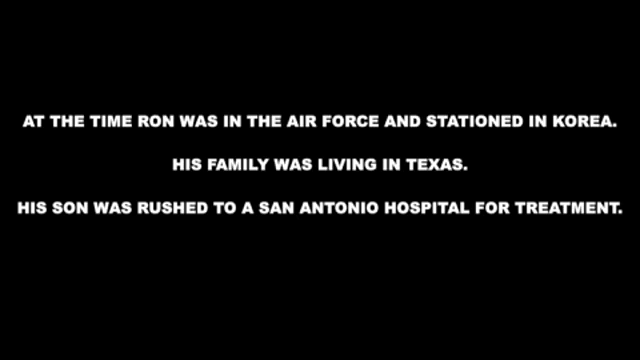 AT THE TIME RON WAS IN THE AIR FORCE AND STATIONED IN KOREA.
HIS FAMILY WAS LIVING IN TEXAS.
HIS SON WAS RUSHED TO A SAN ANTONIO HOSPITAL FOR TREATMENT.